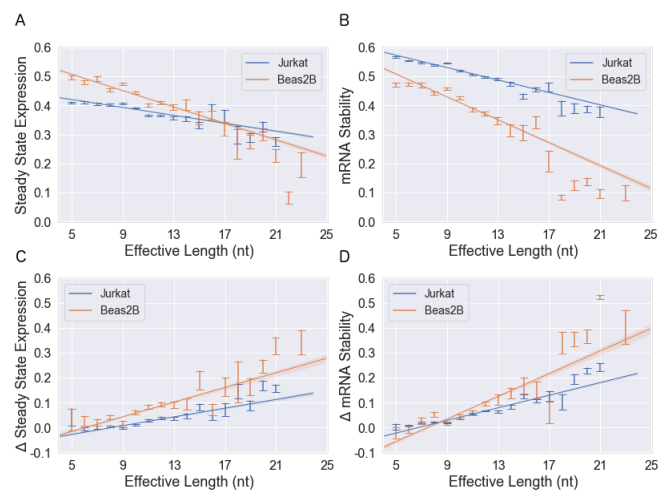 A
0.6
0.5
0.4
0.3
0.2
0.1
0.0
Steady State Expression
Jurkat
Beas2B
5 9 13 17 21 25
Effective Length (nt)
B
0.6
0.5
0.4
0.3
0.2
0.1
0.0
mRNA Stability
Jurkat
Beas2B
5 9 13 17 21 25
Effective Length (nt)
C
0.6
0.5
0.4
0.3
0.2
0.1
0.0
-0.1
Δ Steady State Expression
Jurkat
Beas2B
5 9 13 17 21 25
Effective Length (nt)
D
0.6
0.5
0.4
0.3
0.2
0.1
0.0
-0.1
Δ mRNA Stability
Jurkat
Beas2B
5 9 13 17 21 25
Effective Length (nt)